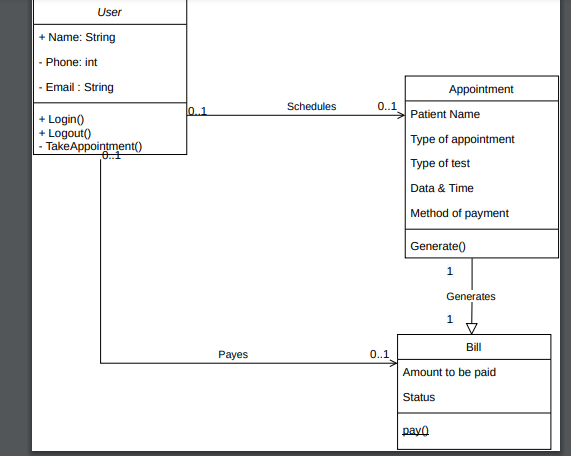 User
+ Name: String
- Phone: int
- Email : String
+ Login()
+ Logout()
- TakeAppointment()
0..1
Schedules
0..1
0..1
Appointment
Patient Name
Type of appointment
Type of test
Data & Time
Method of payment
Generate()
1
Generates
1
Payes
0..1
Bill
Amount to be paid
Status
pay()